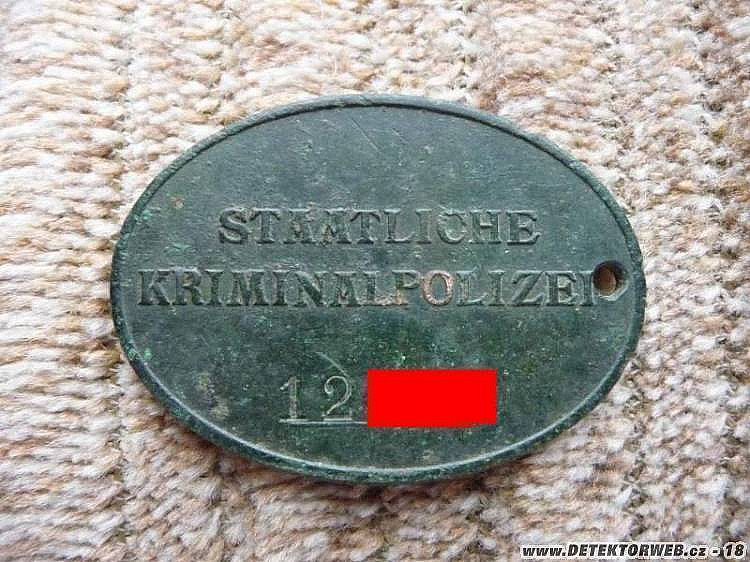 STAATLICHE
KRIMINALPOLIZEI
12
www.DETEKTORWEB.cz - 18